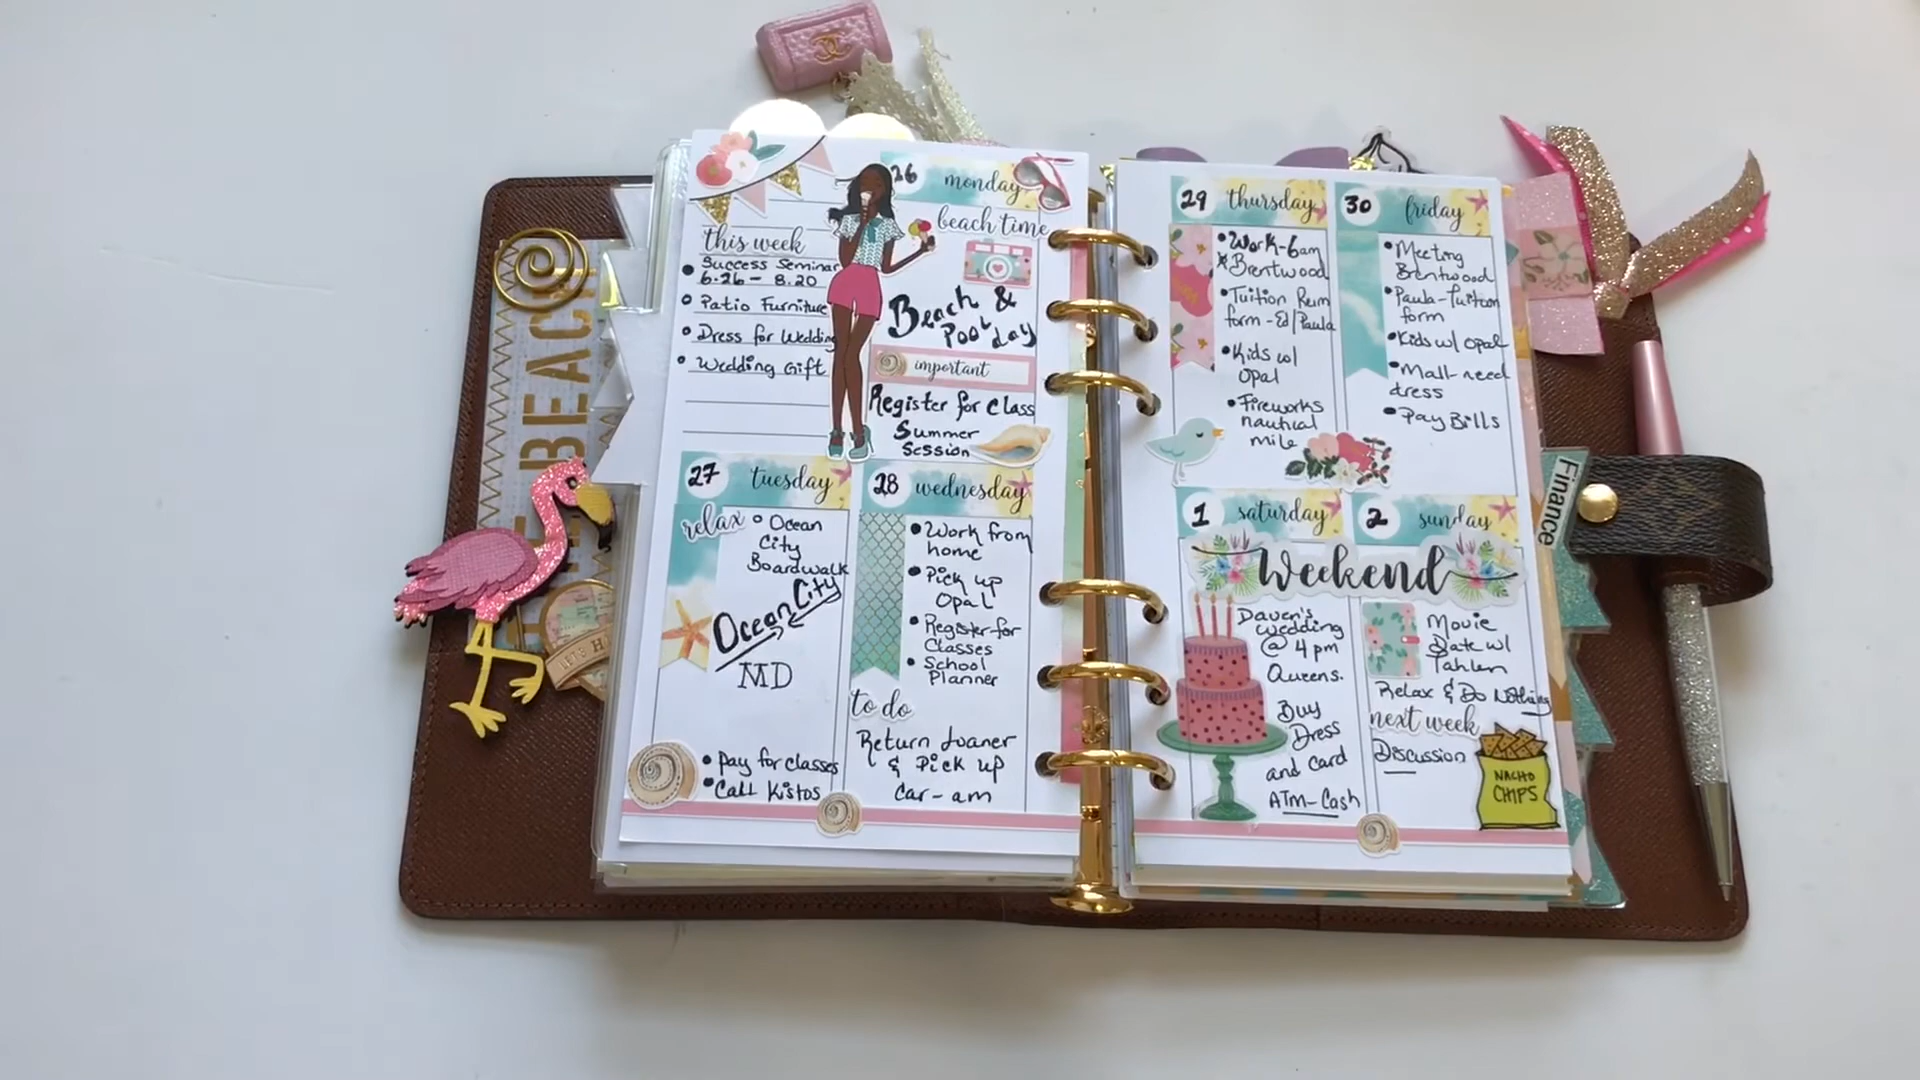 THE BEACH
LET'S
this week
Success Seminar
6.26 - 8.20
Patio Furniture
Dress for Wedding
Wedding Gift
26 monday
beach time
Beach &
Pool day
important
Register for class
Summer
Session
27 tuesday
relax
Ocean
City
Boardwalk
Ocean City
MD
Pay for classes
Call Kistos
28 wednesday
Work from
home
Pick up
Opal
Register for
Classes
School
Planner
to do
Return Loaner
& Pick up
Car - am
29 thursday
Work-6am
Brentwood
Tuition Reim
form - Ed/Paula
Kids w/
Opal
Fireworks
nautical
mile
30 friday
Meeting
Brentwood
Paula-Tuition
form
Kids w/ Opal
Mall-need
dress
Pay Bills
1 saturday
Weekend
Daven's
Wedding
@ 4pm
Queens.
Buy
Dress
and Card
ATM-Cash
2 sunday
Movie
Date w/
Tahlen
Relax & Do Nothing
next week
Discussion
NACHO
CHIPS
Finance